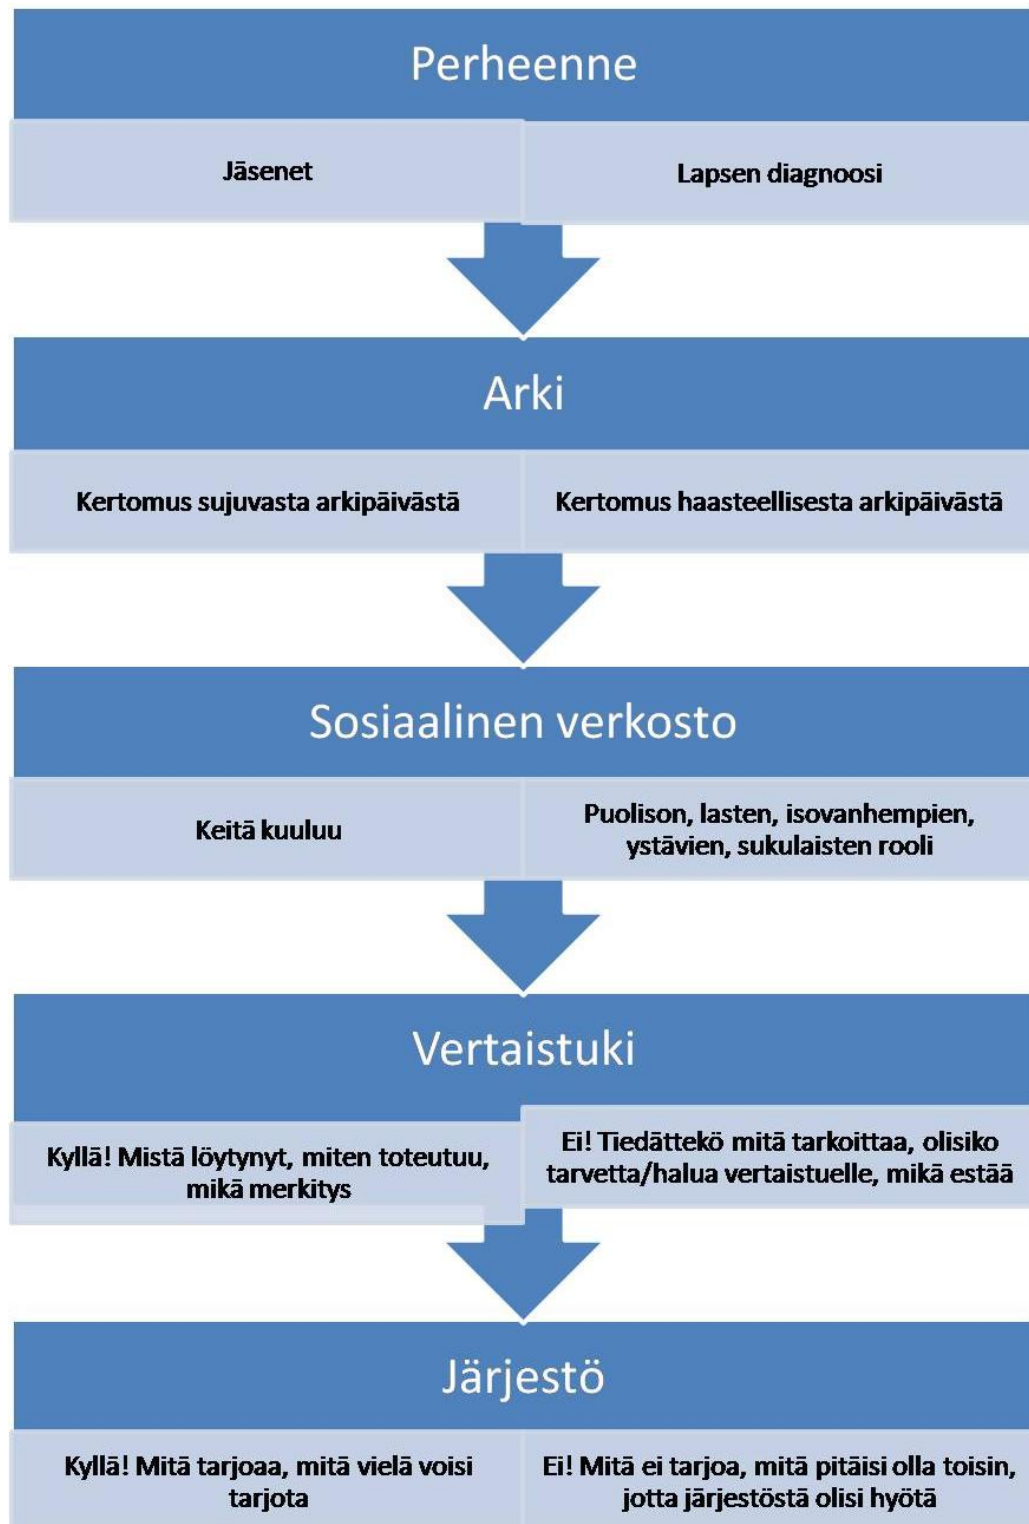 Perheenne
Jäsenet
Lapsen diagnoosi
Arki
Kertomus sujuvasta arkipäivästä
Kertomus haasteellisesta arkipäivästä
Sosiaalinen verkosto
Keitä kuuluu
Puolison, lasten, isovanhempien,
ystävien, sukulaisten rooli
Vertaistuki
Kyllä! Mistä löytynyt, miten toteutuu,
mikä merkitys
Ei! Tiedättekö mitä tarkoittaa, olisiko
tarvetta/halua vertaistuelle, mikä estää
Järjestö
Kyllä! Mitä tarjoaa, mitä vielä voisi
tarjota
Ei! Mitä ei tarjoa, mitä pitäisi olla toisin,
jotta järjestöstä olisi hyötä